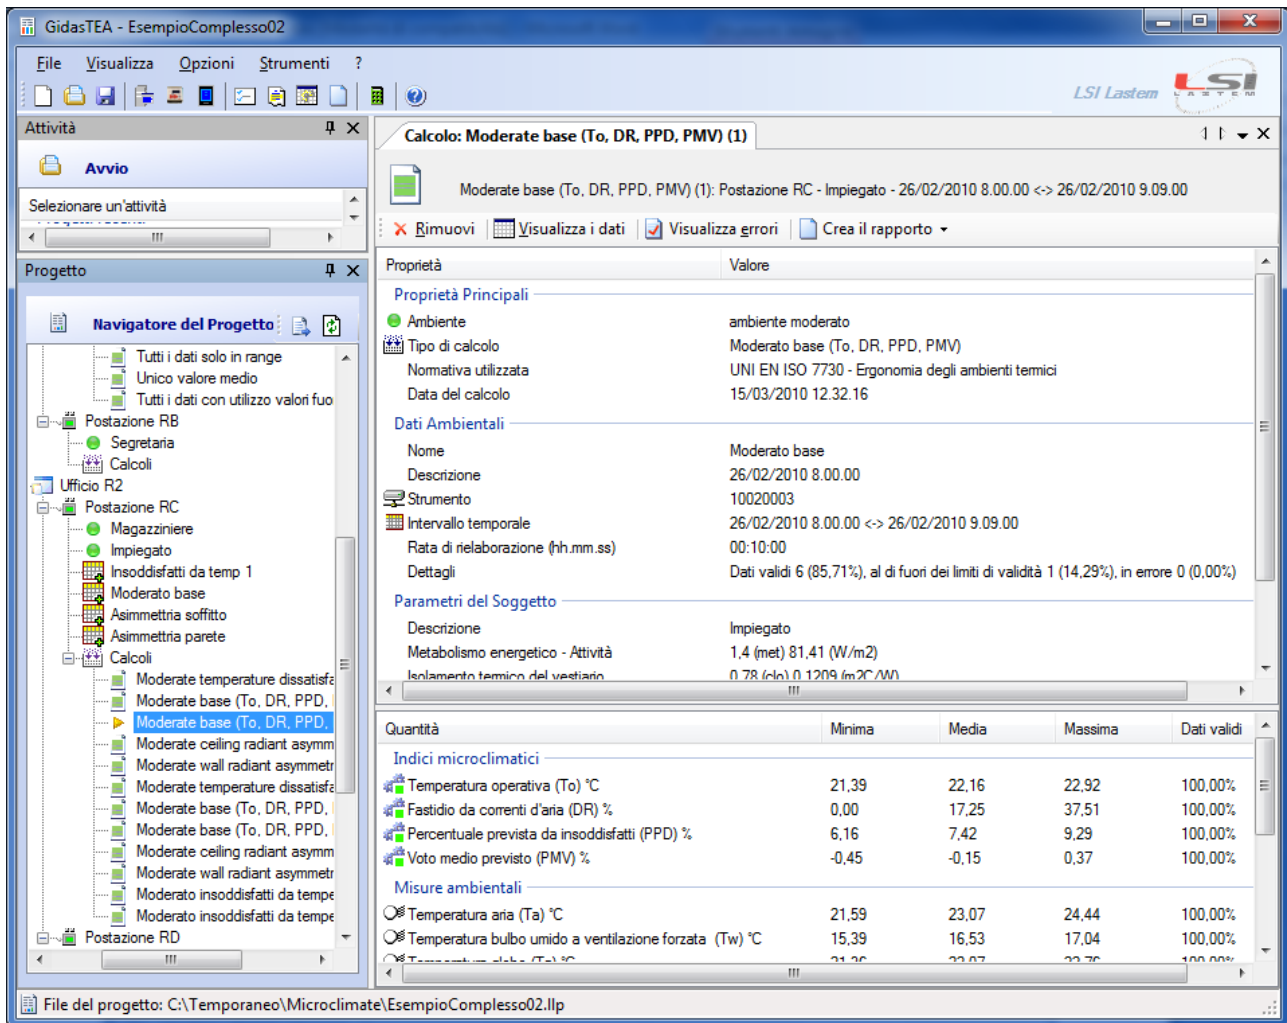 GidasTEA - EsempioComplesso02
File Visualizza Opzioni Strumenti ?
LSI Lastem
LSI
LASTEM
Attività
Avvio
Selezionare un'attività
Progetto
Navigatore del Progetto
Tutti i dati solo in range
Unico valore medio
Tutti i dati con utilizzo valori fuo
Postazione RB
Segretaria
Calcoli
Ufficio R2
Postazione RC
Magazziniere
Impiegato
Insoddisfatti da temp 1
Moderato base
Asimmettria soffitto
Asimmettria parete
Calcoli
Moderate temperature dissatisfa
Moderate base (To, DR, PPD,
Moderate base (To, DR, PPD,
Moderate ceiling radiant asymm
Moderate wall radiant asymmetr
Moderate temperature dissatisfa
Moderate base (To, DR, PPD,
Moderate base (To, DR, PPD,
Moderate ceiling radiant asymm
Moderate wall radiant asymmetr
Moderato insoddisfatti da tempe
Moderato insoddisfatti da tempe
Postazione RD
Calcolo: Moderate base (To, DR, PPD, PMV) (1)
Moderate base (To, DR, PPD, PMV) (1): Postazione RC - Impiegato - 26/02/2010 8.00.00 <-> 26/02/2010 9.09.00
Rimuovi Visualizza i dati Visualizza errori Crea il rapporto
Proprietà Valore
Proprietà Principali
Ambiente ambiente moderato
Tipo di calcolo Moderato base (To, DR, PPD, PMV)
Normativa utilizzata UNI EN ISO 7730 - Ergonomia degli ambienti termici
Data del calcolo 15/03/2010 12.32.16
Dati Ambientali
Nome Moderato base
Descrizione 26/02/2010 8.00.00
Strumento 10020003
Intervallo temporale 26/02/2010 8.00.00 <-> 26/02/2010 9.09.00
Rata di rielaborazione (hh.mm.ss) 00:10:00
Dettagli Dati validi 6 (85,71%), al di fuori dei limiti di validità 1 (14,29%), in errore 0 (0,00%)
Parametri del Soggetto
Descrizione Impiegato
Metabolismo energetico - Attività 1,4 (met) 81,41 (W/m2)
Isolamento termico del vestiario 0,78 (clo) 0,1209 (m2C/W)
Quantità Minima Media Massima Dati validi
Indici microclimatici
Temperatura operativa (To) °C 21,39 22,16 22,92 100,00%
Fastidio da correnti d'aria (DR) % 0,00 17,25 37,51 100,00%
Percentuale prevista da insoddisfatti (PPD) % 6,16 7,42 9,29 100,00%
Voto medio previsto (PMV) % -0,45 -0,15 0,37 100,00%
Misure ambientali
Temperatura aria (Ta) °C 21,59 23,07 24,44 100,00%
Temperatura bulbo umido a ventilazione forzata (Tw) °C 15,39 16,53 17,04 100,00%
File del progetto: C:\Temporaneo\Microclimate\EsempioComplesso02.llp